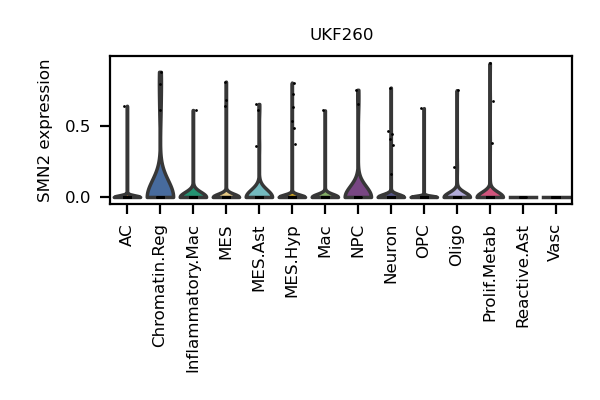 UKF260
SMN2 expression
0.5
0.0
AC
Chromatin.Reg
Inflammatory.Mac
MES
MES.Ast
MES.Hyp
Mac
NPC
Neuron
OPC
Oligo
Prolif.Metab
Reactive.Ast
Vasc